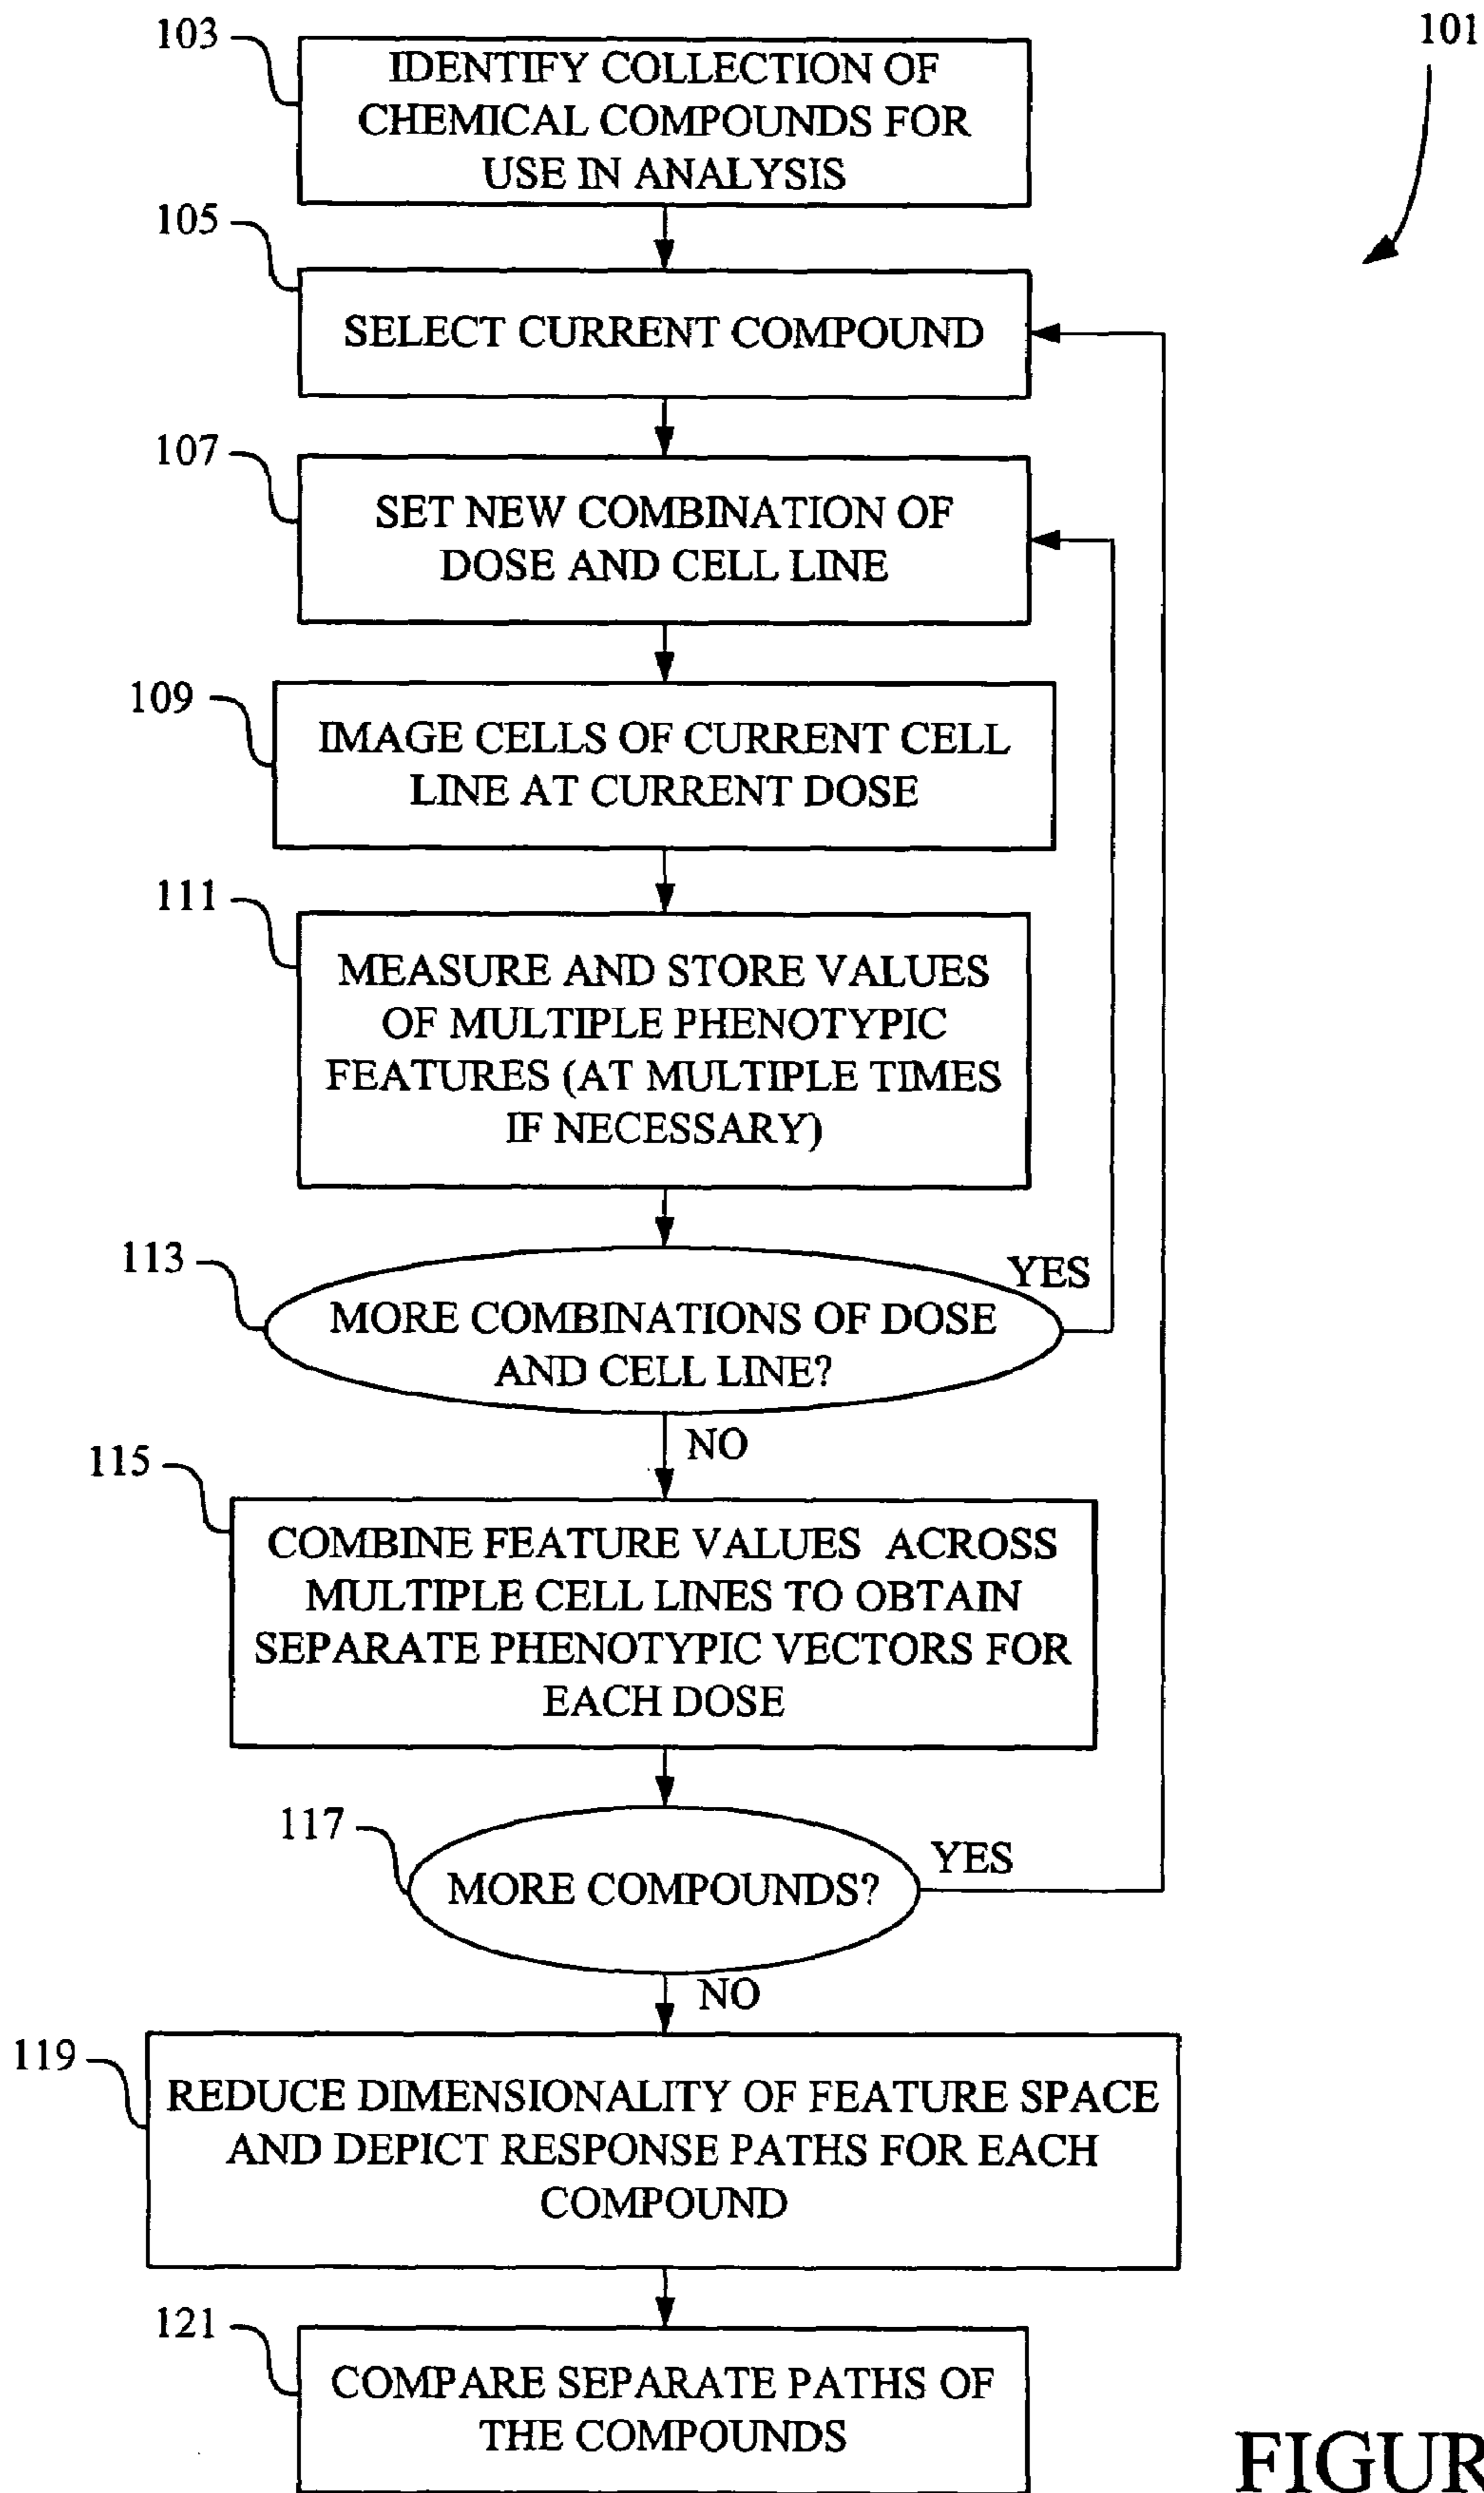 101
103
IDENTIFY COLLECTION OF
CHEMICAL COMPOUNDS FOR
USE IN ANALYSIS
105
SELECT CURRENT COMPOUND
107
SET NEW COMBINATION OF
DOSE AND CELL LINE
109
IMAGE CELLS OF CURRENT CELL
LINE AT CURRENT DOSE
111
MEASURE AND STORE VALUES
OF MULTIPLE PHENOTYPIC
FEATURES (AT MULTIPLE TIMES
IF NECESSARY)
113
YES
MORE COMBINATIONS OF DOSE
AND CELL LINE?
NO
115
COMBINE FEATURE VALUES ACROSS
MULTIPLE CELL LINES TO OBTAIN
SEPARATE PHENOTYPIC VECTORS FOR
EACH DOSE
117
YES
MORE COMPOUNDS?
NO
119
REDUCE DIMENSIONALITY OF FEATURE SPACE
AND DEPICT RESPONSE PATHS FOR EACH
COMPOUND
121
COMPARE SEPARATE PATHS OF
THE COMPOUNDS
FIGUR